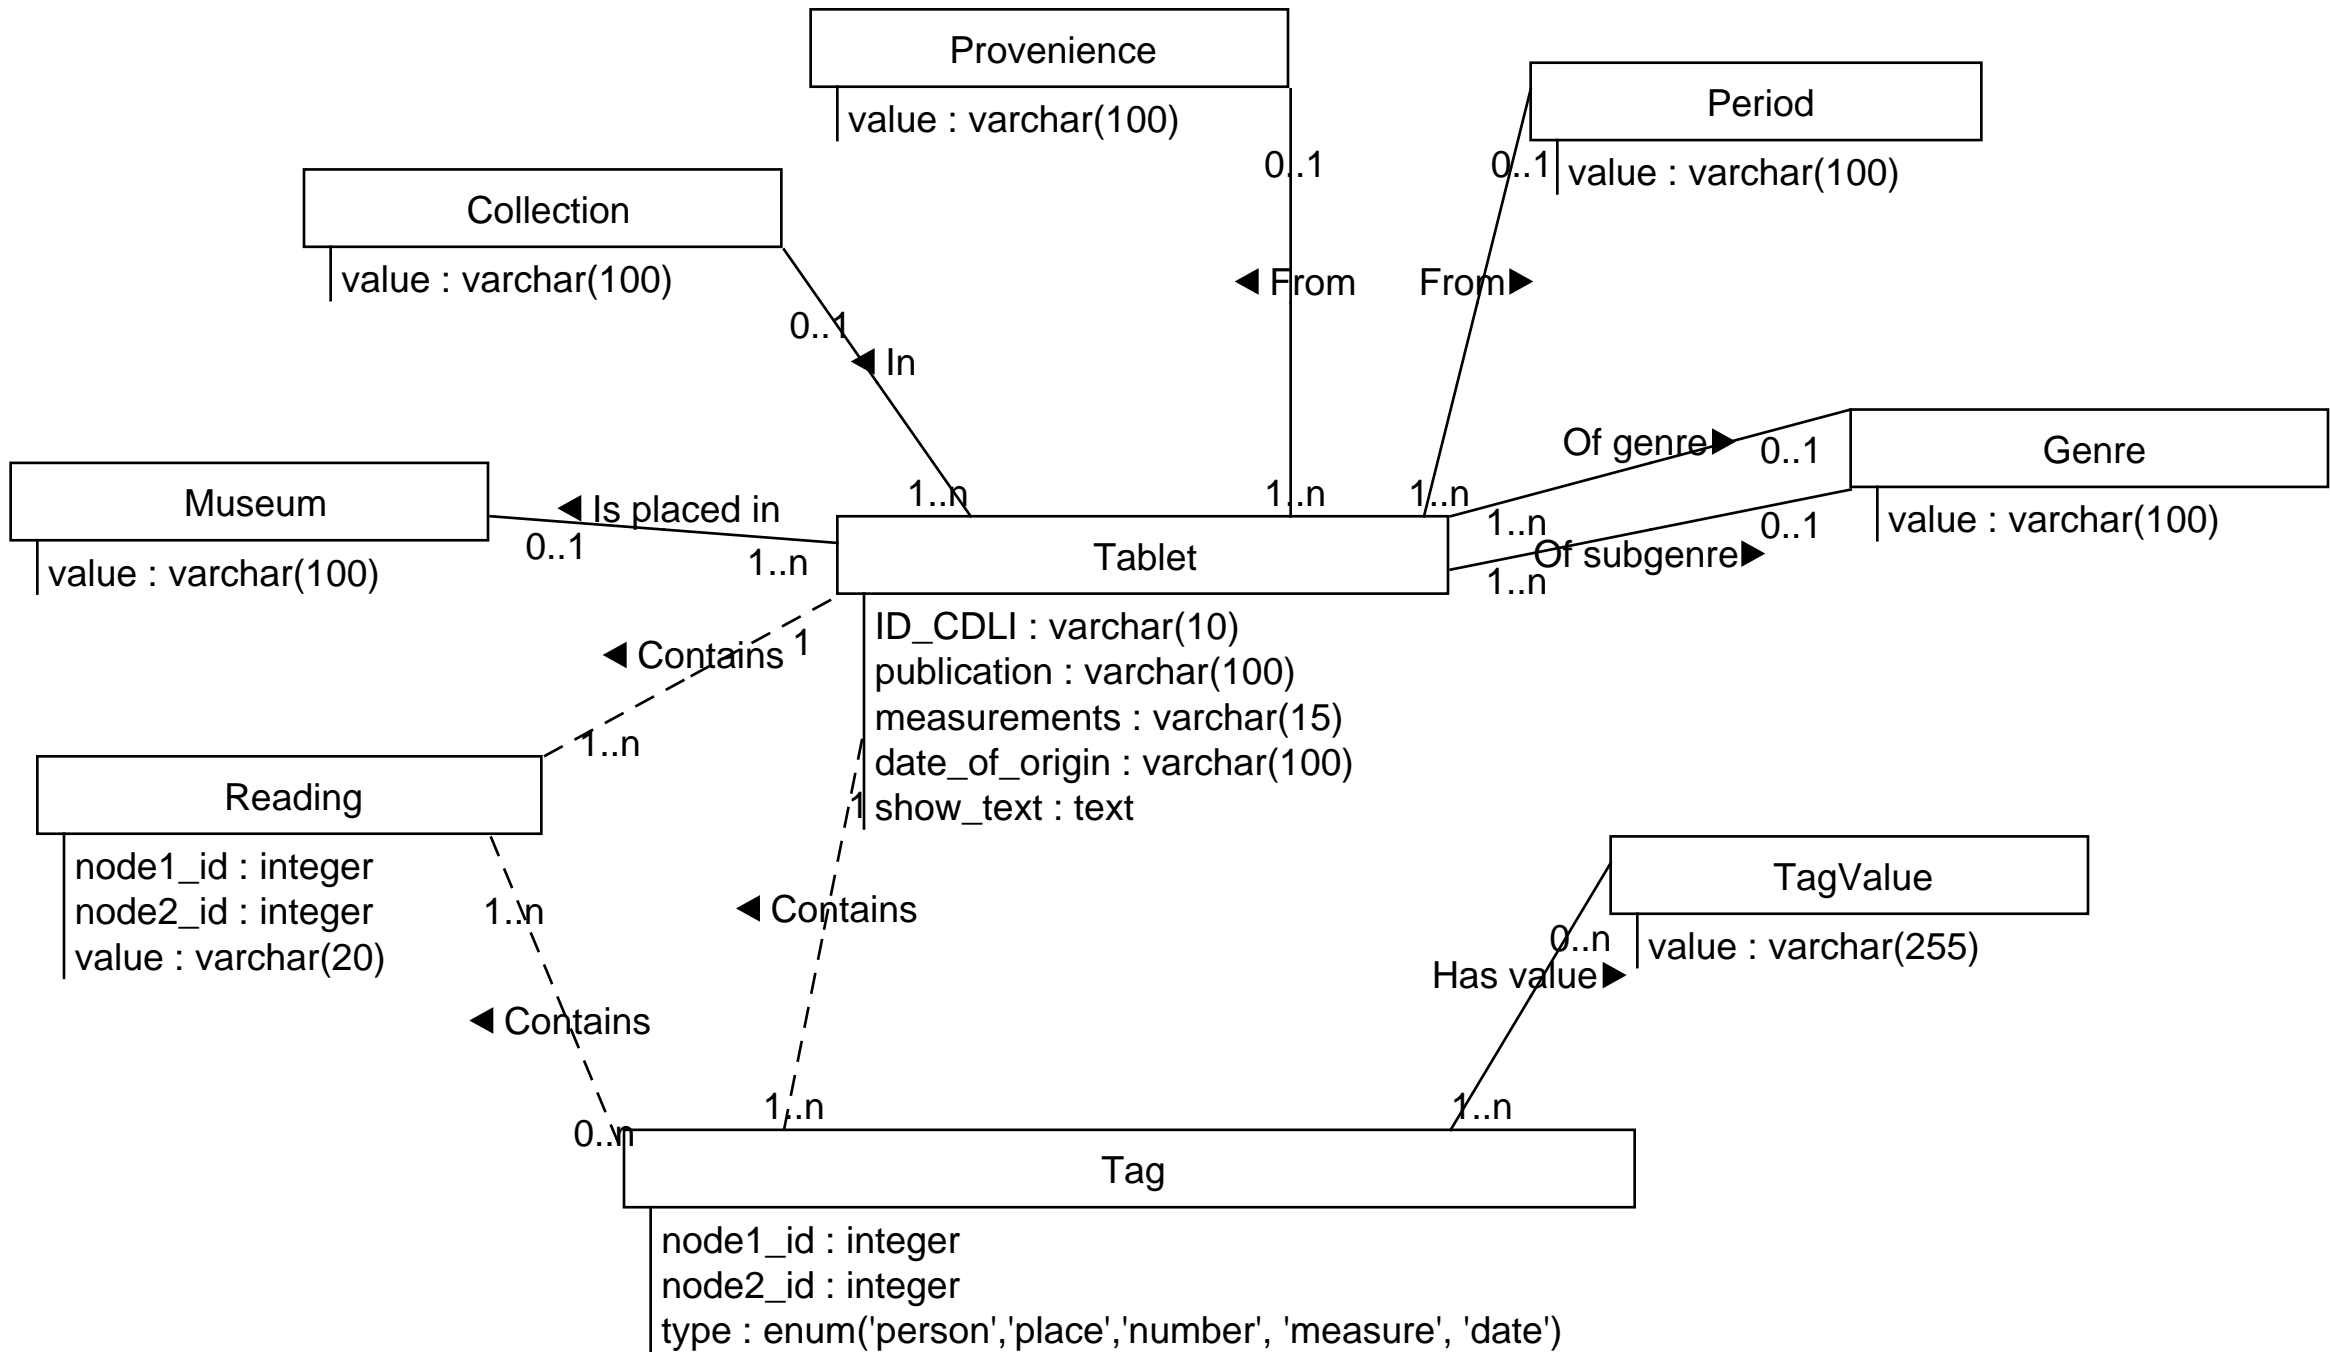 Provenience
value : varchar(100)
Period
value : varchar(100)
0..1
0..1
Collection
value : varchar(100)
◀ From
From▶
0..1
◀ In
Of genre▶
0..1
Genre
value : varchar(100)
Museum
value : varchar(100)
◀ Is placed in
0..1
1..n
1..n
1..n
1..n
1..n
0..1
Of subgenre▶
1..n
Tablet
ID_CDLI : varchar(10)
publication : varchar(100)
measurements : varchar(15)
date_of_origin : varchar(100)
show_text : text
1
◀ Contains
1..n
1
Reading
node1_id : integer
node2_id : integer
value : varchar(20)
1..n
◀ Contains
◀ Contains
TagValue
value : varchar(255)
0..n
Has value▶
1..n
1..n
0..n
Tag
node1_id : integer
node2_id : integer
type : enum('person','place','number', 'measure', 'date')